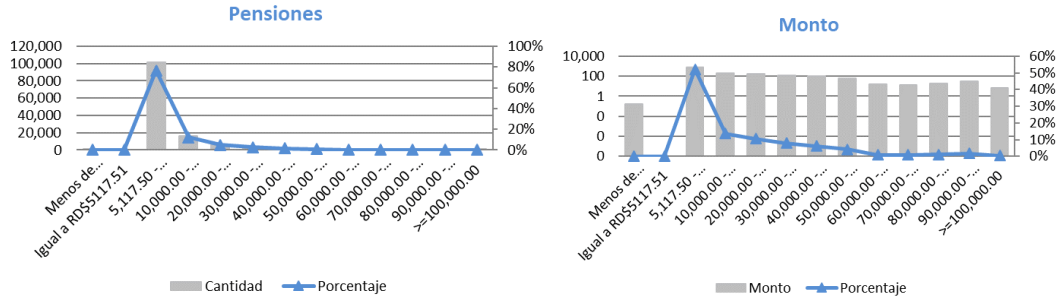 Pensiones
120,000
100,000
80,000
60,000
40,000
20,000
0
100%
80%
60%
40%
20%
0%
Menos de...
Igual a RD$5117.51
5,117.50 - ...
10,000.00 - ...
20,000.00 - ...
30,000.00 - ...
40,000.00 - ...
50,000.00 - ...
60,000.00 - ...
70,000.00 - ...
80,000.00 - ...
90,000.00 - ...
>=100,000.00
Cantidad
Porcentaje
Monto
10,000
100
1
0
0
0
60%
50%
40%
30%
20%
10%
0%
Menos de...
Igual a RD$5117.51
5,117.50 - ...
10,000.00 - ...
20,000.00 - ...
30,000.00 - ...
40,000.00 - ...
50,000.00 - ...
60,000.00 - ...
70,000.00 - ...
80,000.00 - ...
90,000.00 - ...
>=100,000.00
Monto
Porcentaje